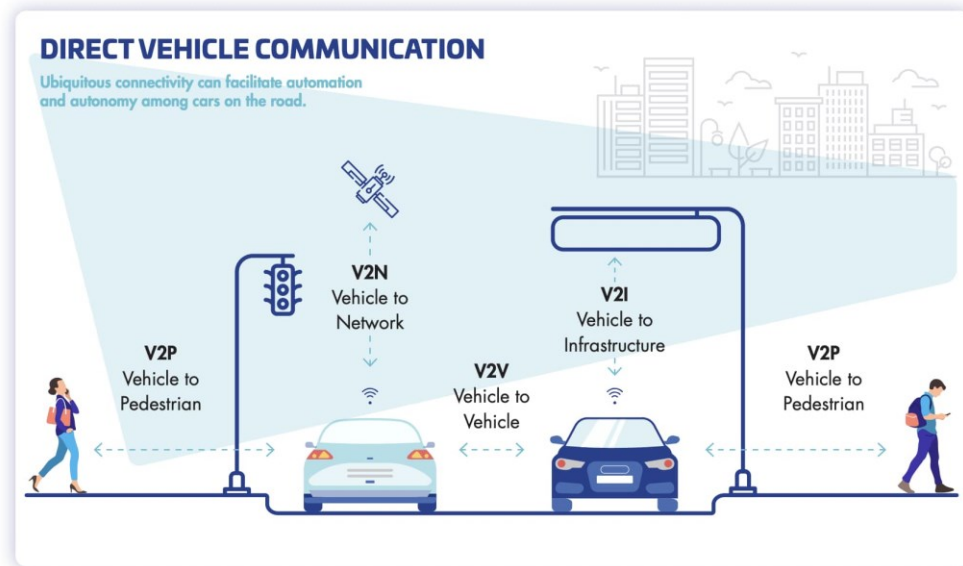 DIRECT VEHICLE COMMUNICATION
Ubiquitous connectivity can facilitate automation
and autonomy among cars on the road.
V2N
Vehicle to
Network
V2I
Vehicle to
Infrastructure
V2P
Vehicle to
Pedestrian
V2V
Vehicle to
Vehicle
V2P
Vehicle to
Pedestrian